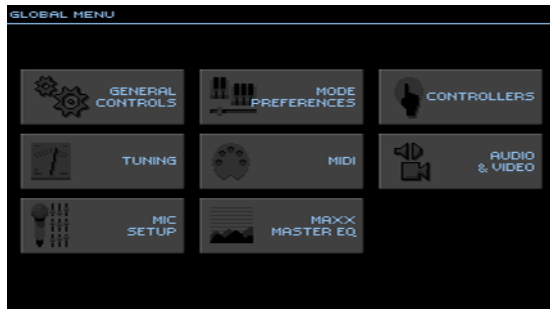 GLOBAL MENU
GENERAL
CONTROLS
MODE
PREFERENCES
CONTROLLERS
TUNING
MIDI
AUDIO
& VIDEO
MIC
SETUP
MAXX
MASTER EQ